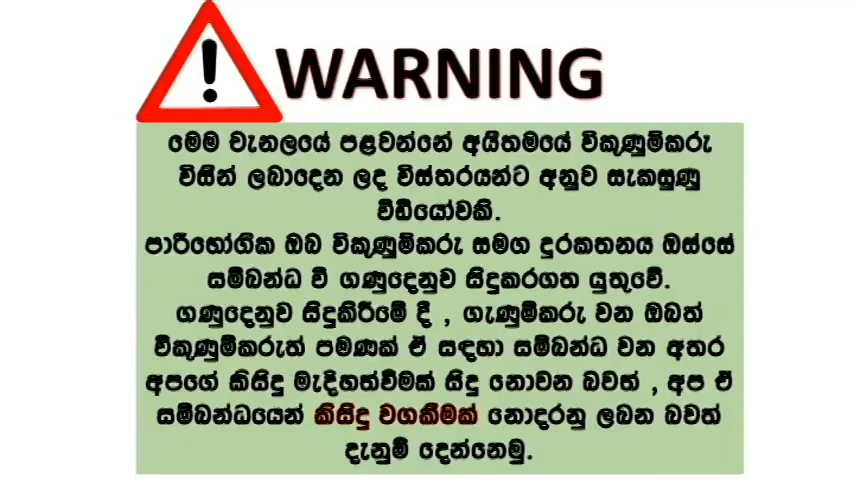 WARNING
මෙම චැනලයේ පළවන්නේ අයිතමයේ විකුණුම්කරු
විසින් ලබාදෙන ලද විස්තරයන්ට අනුව සැකසුණු
වීඩියෝවකි.
පාරිභෝගික ඔබ විකුණුම්කරු සමග දුරකතනය ඔස්සේ
සම්බන්ධ වී ගණුදෙනුව සිදුකරගත යුතුවේ.
ගණුදෙනුව සිදුකිරීමේ දී , ගැණුම්කරු වන ඔබත්
විකුණුම්කරුත් පමණක් ඒ සඳහා සම්බන්ධ වන අතර
අපගේ කිසිදු මැදිහත්වීමක් සිදු නොවන බවත් , අප ඒ
සම්බන්ධයෙන් කිසිදු වගකීමක් නොදරනු ලබන බවත්
දැනුම් දෙන්නෙමු.